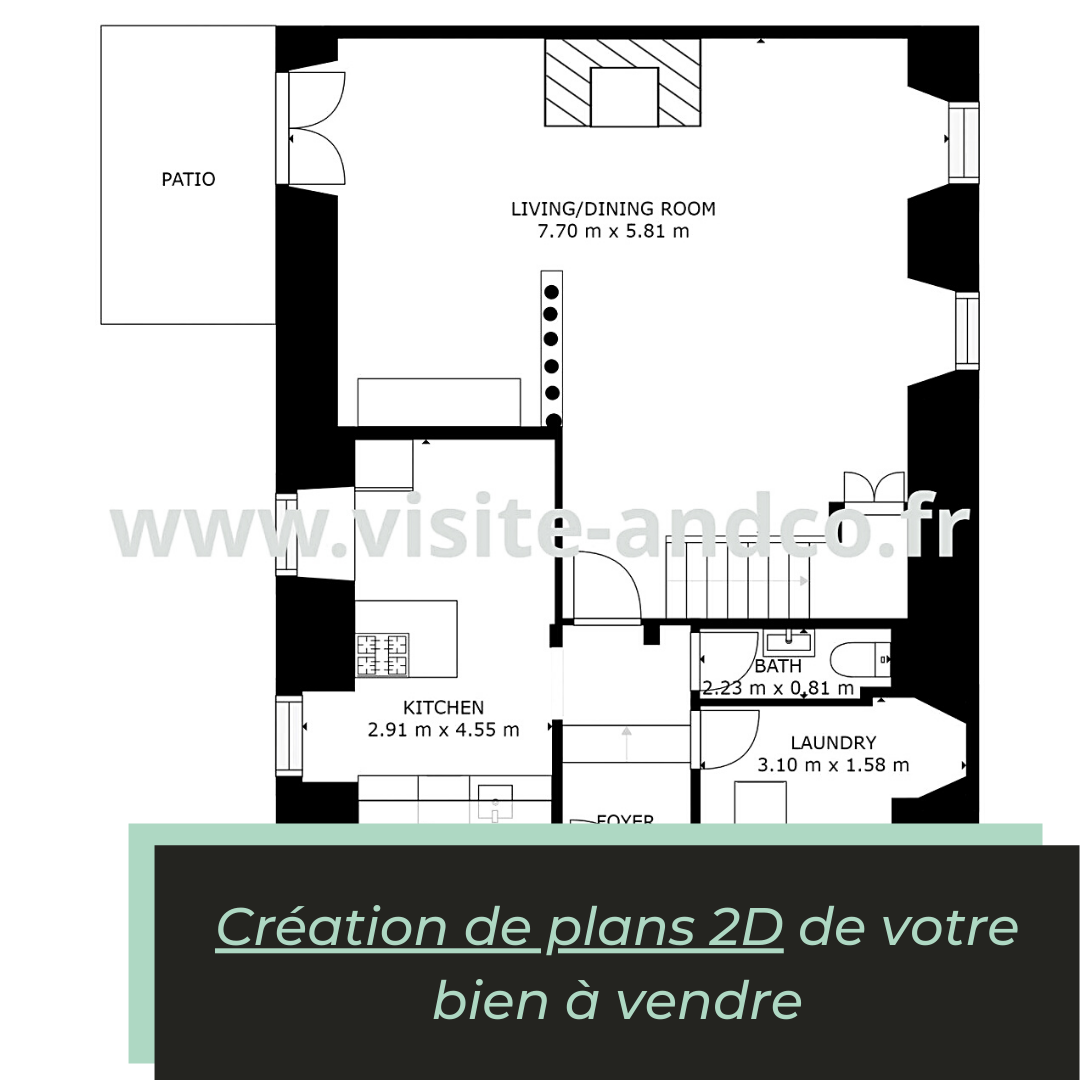 PATIO
LIVING/DINING ROOM
7.70 m x 5.81 m
www.visite-andco.fr
BATH
2.23 m x 0.81 m
KITCHEN
2.91 m x 4.55 m
LAUNDRY
3.10 m x 1.58 m
FOYER
Création de plans 2D de votre
bien à vendre